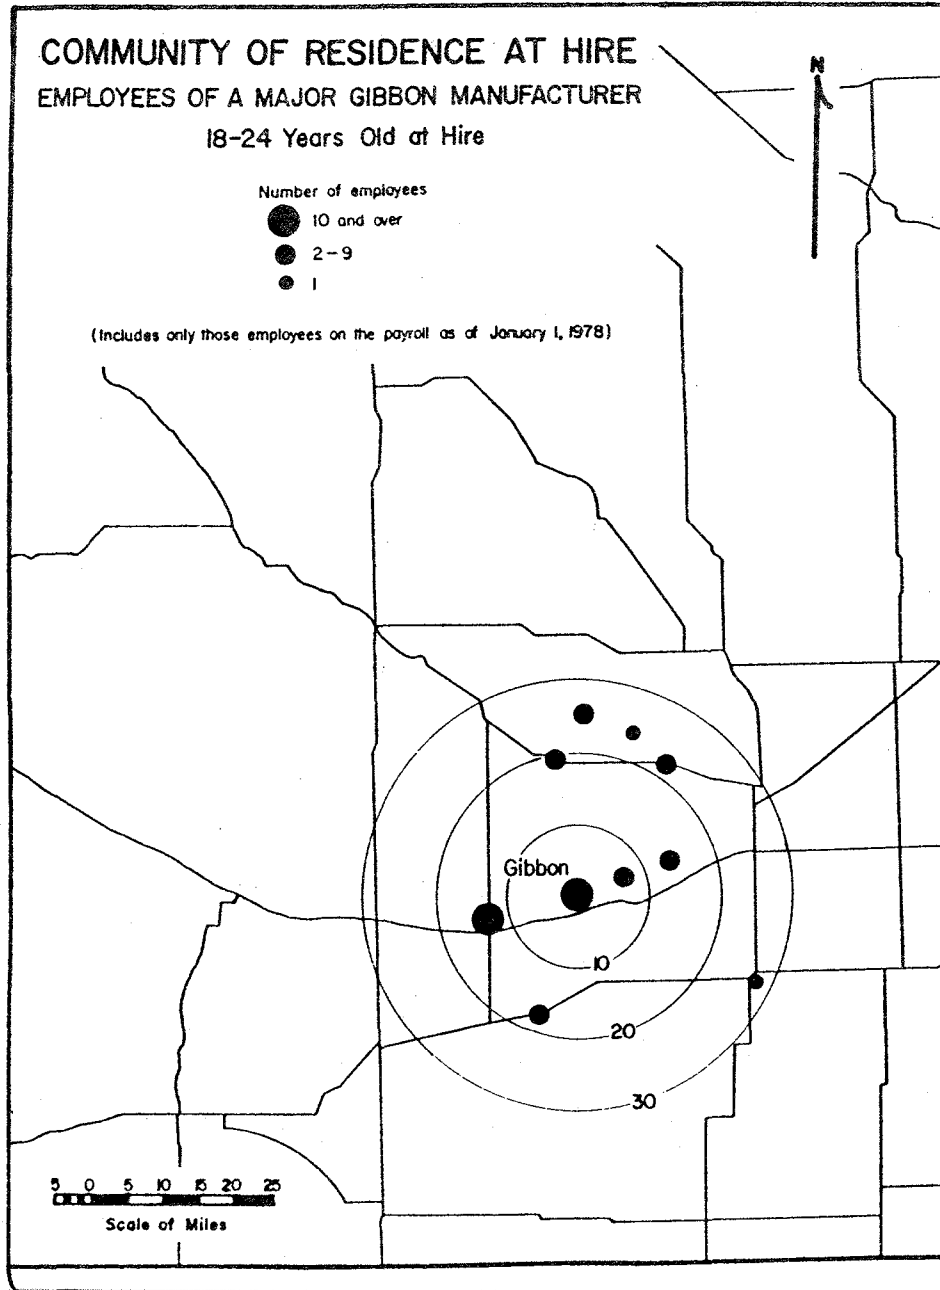 COMMUNITY OF RESIDENCE AT HIRE
EMPLOYEES OF A MAJOR GIBBON MANUFACTURER
18-24 Years Old at Hire
N
Number of employees
10 and over
2-9
1
(Includes only those employees on the payroll as of January 1, 1978)
Gibbon
10
20
30
5 0 5 10 15 20 25
Scale of Miles